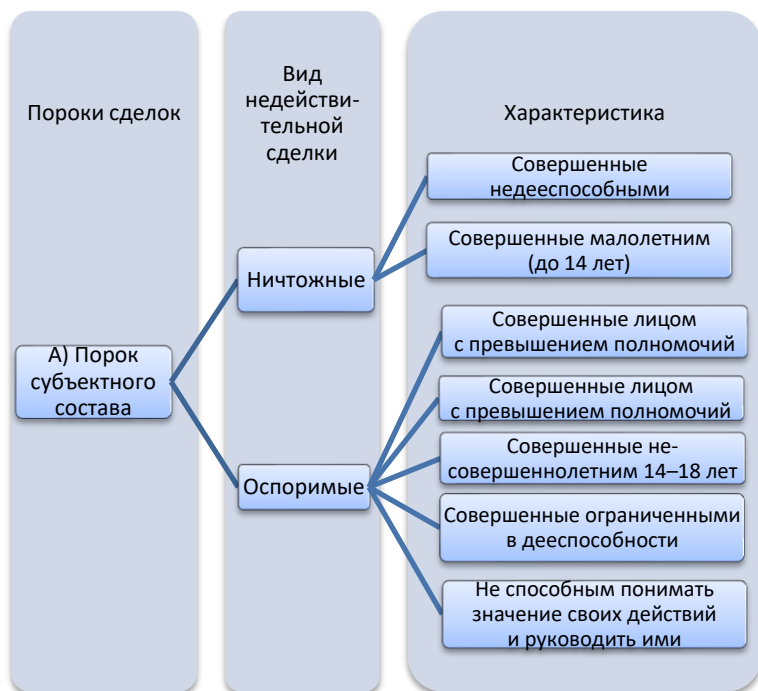 Пороки сделок
Вид
недействи-
тельной
сделки
Характеристика
А) Порок
субъектного
состава
Ничтожные
Оспоримые
Совершенные
недееспособными
Совершенные малолетним
(до 14 лет)
Совершенные лицом
с превышением полномочий
Совершенные лицом
с превышением полномочий
Совершенные не-
совершеннолетним 14–18 лет
Совершенные ограниченными
в дееспособности
Не способным понимать
значение своих действий
и руководить ими